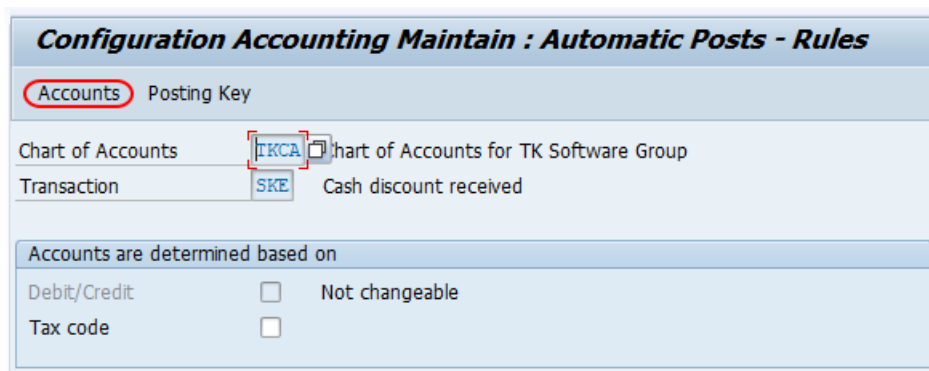 Configuration Accounting Maintain : Automatic Posts - Rules
Accounts Posting Key
Chart of Accounts TKCA Chart of Accounts for TK Software Group
Transaction SKE Cash discount received
Accounts are determined based on
Debit/Credit Not changeable
Tax code